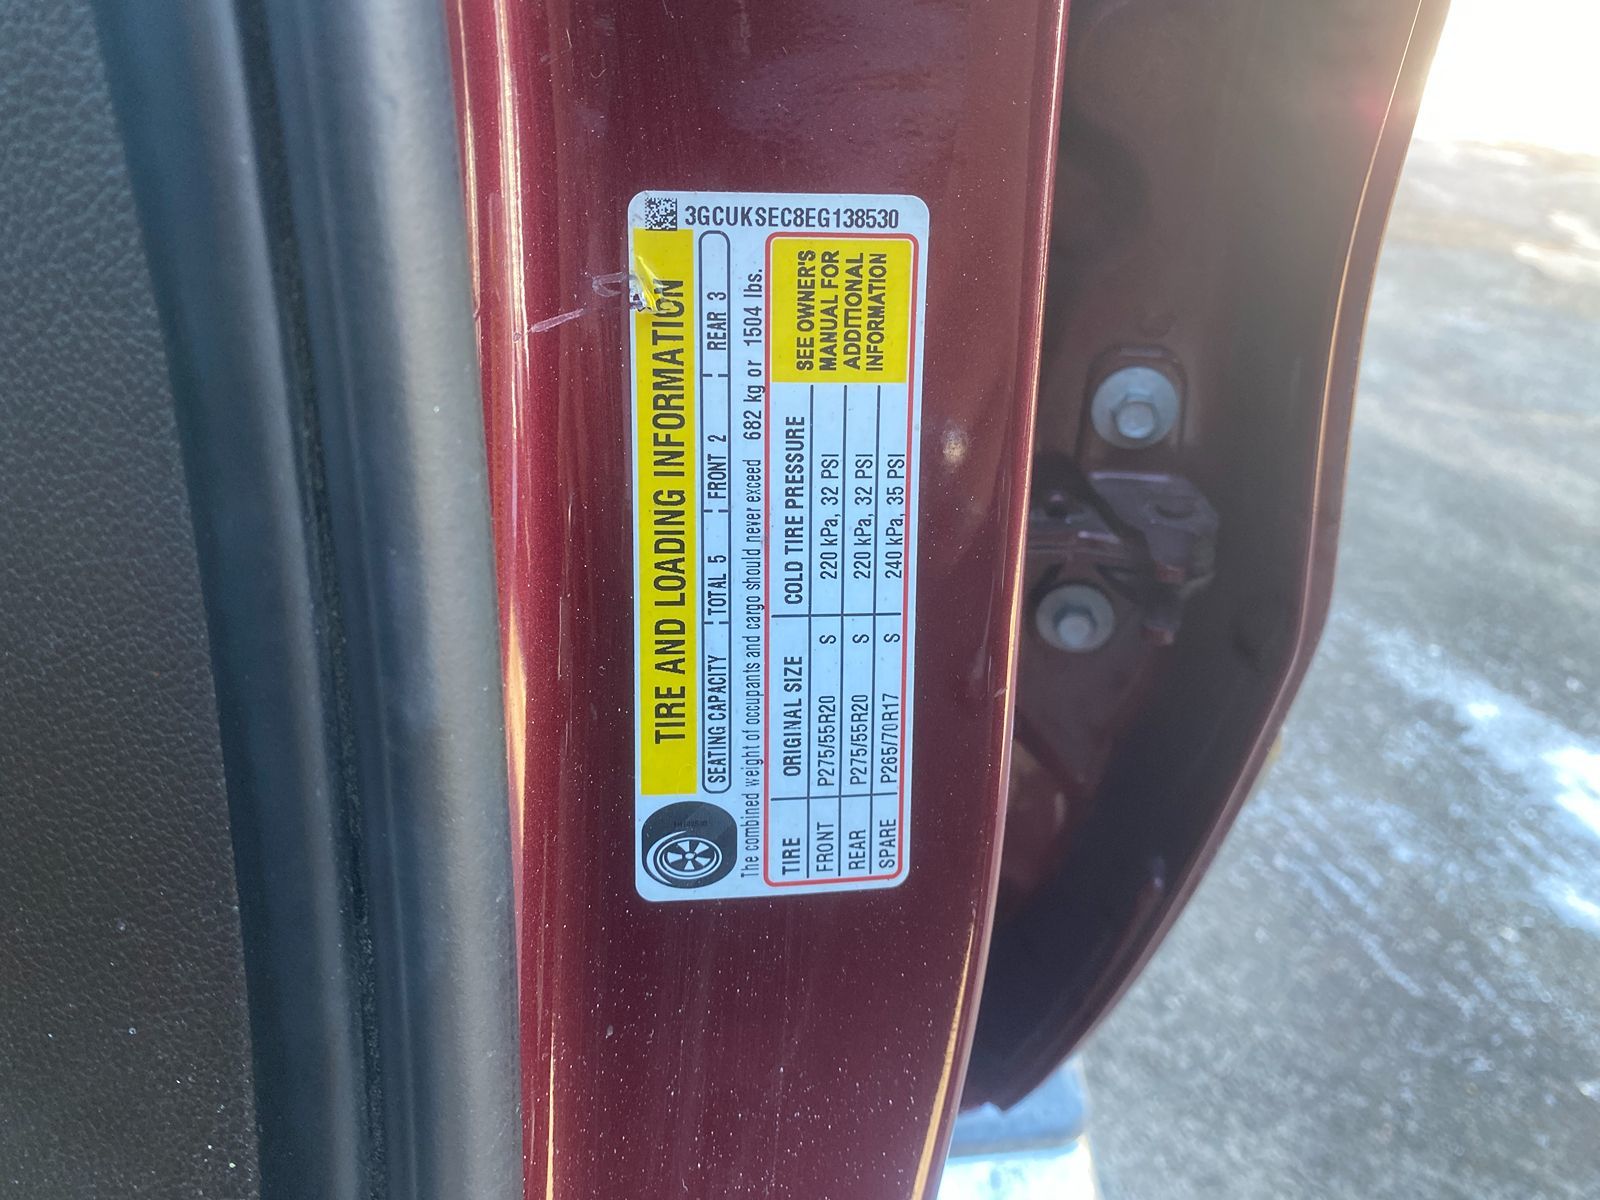 3GCUKSEC8EG138530
TIRE AND LOADING INFORMATION
SEATING CAPACITY TOTAL 5 FRONT 2 REAR 3
The combined weight of occupants and cargo should never exceed 682 kg or 1504 lbs.
TIRE ORIGINAL SIZE COLD TIRE PRESSURE
FRONT P275/55R20 S 220 kPa, 32 PSI
REAR P275/55R20 S 220 kPa, 32 PSI
SPARE P265/70R17 S 240 kPa, 35 PSI
SEE OWNER'S
MANUAL FOR
ADDITIONAL
INFORMATION